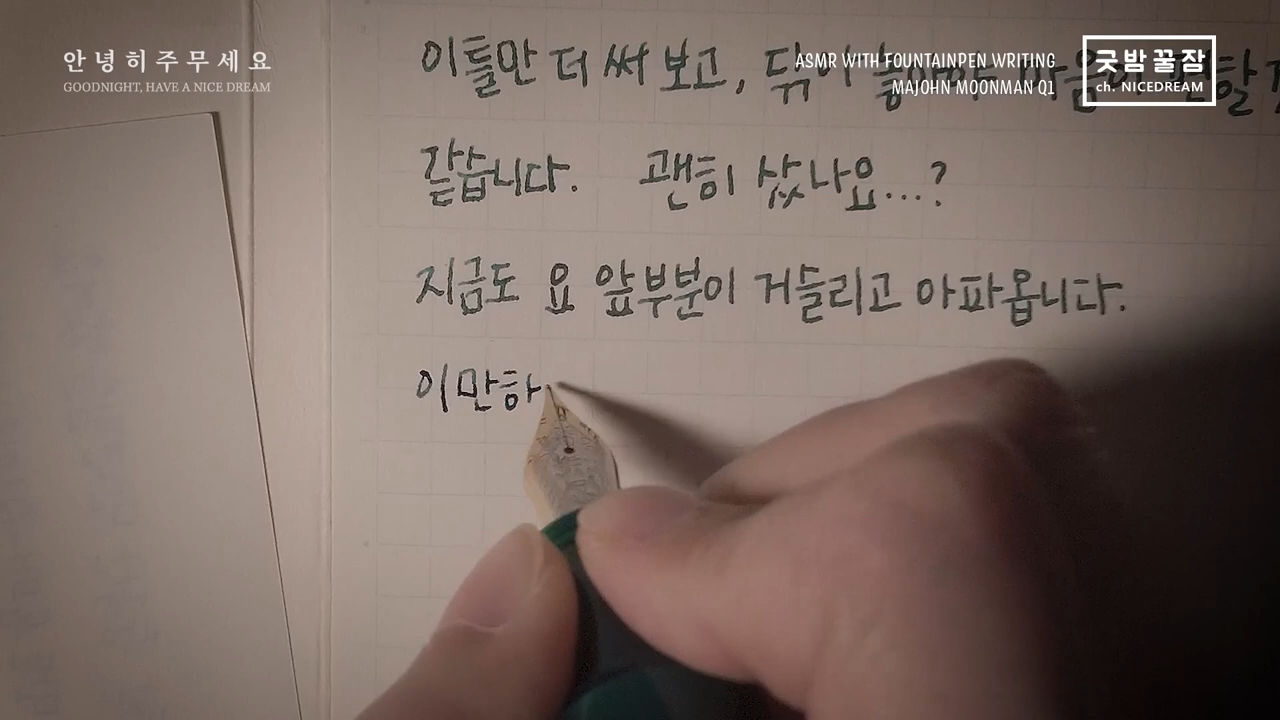 안녕히주무세요
GOODNIGHT, HAVE A NICE DREAM
ASMR WITH FOUNTAINPEN WRITING
MAJOHN MOONMAN Q1
굿밤꿀잠
ch. NICEDREAM
이틀만 더 써 보고, 닦아
같습니다. 괜히 샀나요...?
지금도 요 앞부분이 거슬리고 아파옵니다.
이만하